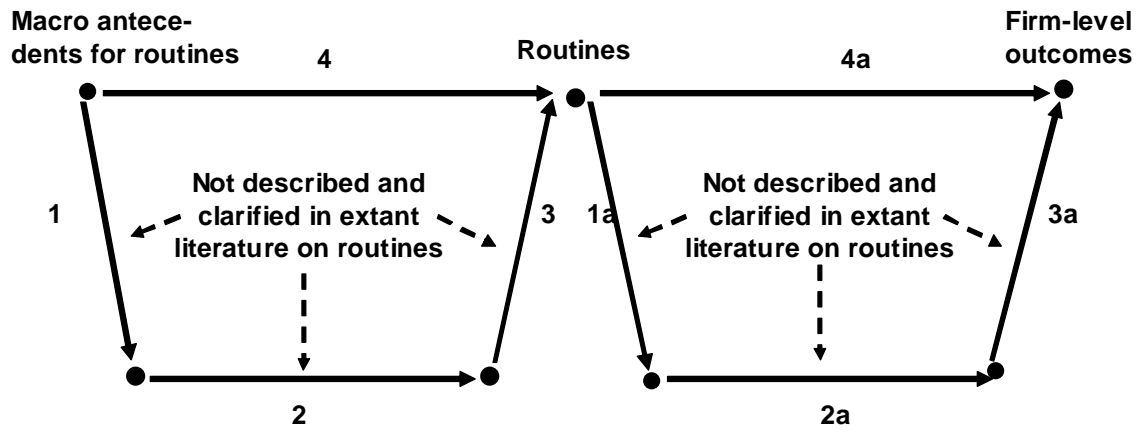 Macro antece-
dents for routines
4
Routines
4a
Firm-level
outcomes
1
Not described and
clarified in extant
literature on routines
3
1a
Not described and
clarified in extant
literature on routines
3a
2
2a